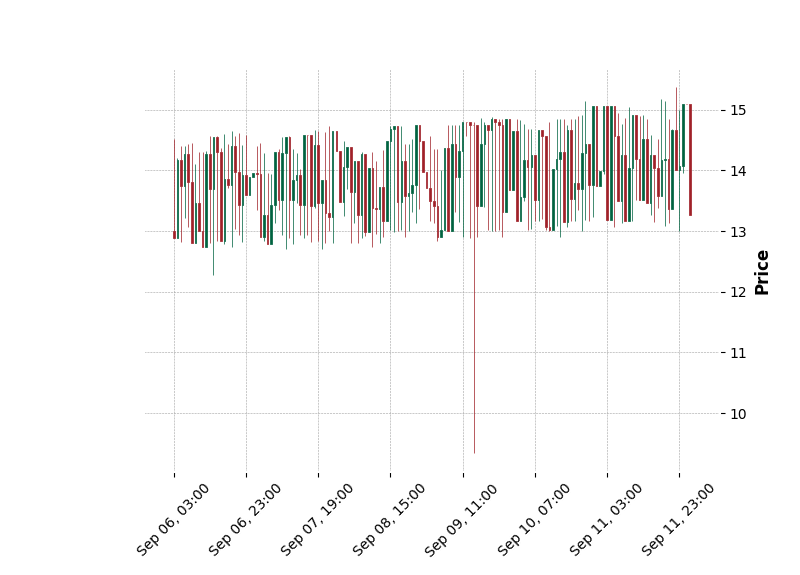 15
14
13
12
11
10
Price
Sep 06, 03:00
Sep 06, 23:00
Sep 07, 19:00
Sep 08, 15:00
Sep 09, 11:00
Sep 10, 07:00
Sep 11, 03:00
Sep 11, 23:00